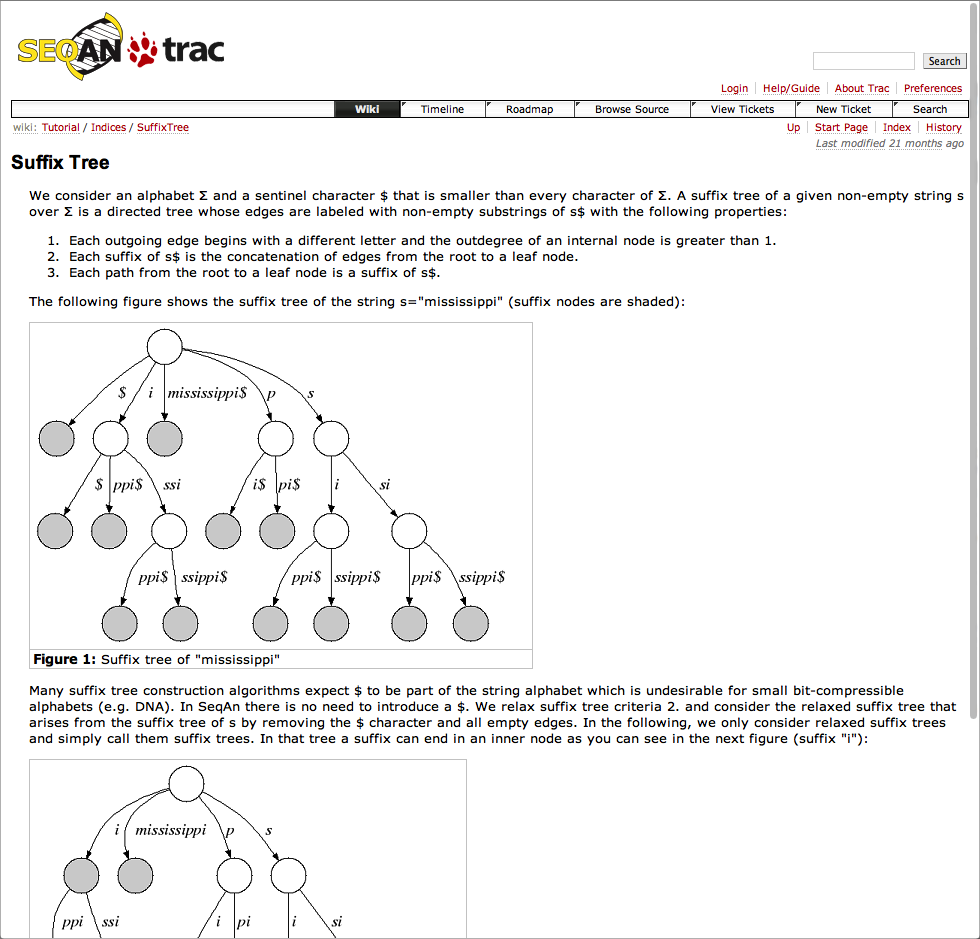 SEQAN trac
Search
Login Help/Guide About Trac Preferences
Wiki Timeline Roadmap Browse Source View Tickets New Ticket Search
wiki: Tutorial / Indices / SuffixTree
Up Start Page Index History
Last modified 21 months ago
Suffix Tree
We consider an alphabet Σ and a sentinel character $ that is smaller than every character of Σ. A suffix tree of a given non-empty string s
over Σ is a directed tree whose edges are labeled with non-empty substrings of s$ with the following properties:
1. Each outgoing edge begins with a different letter and the outdegree of an internal node is greater than 1.
2. Each suffix of s$ is the concatenation of edges from the root to a leaf node.
3. Each path from the root to a leaf node is a suffix of s$.
The following figure shows the suffix tree of the string s="mississippi" (suffix nodes are shaded):
$ i mississippi$ p s
$ ppi$ ssi i$ pi$ i si
ppi$ ssippi$ ppi$ ssippi$ ppi$ ssippi$
Figure 1: Suffix tree of "mississippi"
Many suffix tree construction algorithms expect $ to be part of the string alphabet which is undesirable for small bit-compressible
alphabets (e.g. DNA). In SeqAn there is no need to introduce a $. We relax suffix tree criteria 2. and consider the relaxed suffix tree that
arises from the suffix tree of s by removing the $ character and all empty edges. In the following, we only consider relaxed suffix trees
and simply call them suffix trees. In that tree a suffix can end in an inner node as you can see in the next figure (suffix "i"):
i mississippi p s
ppi ssi i pi i si